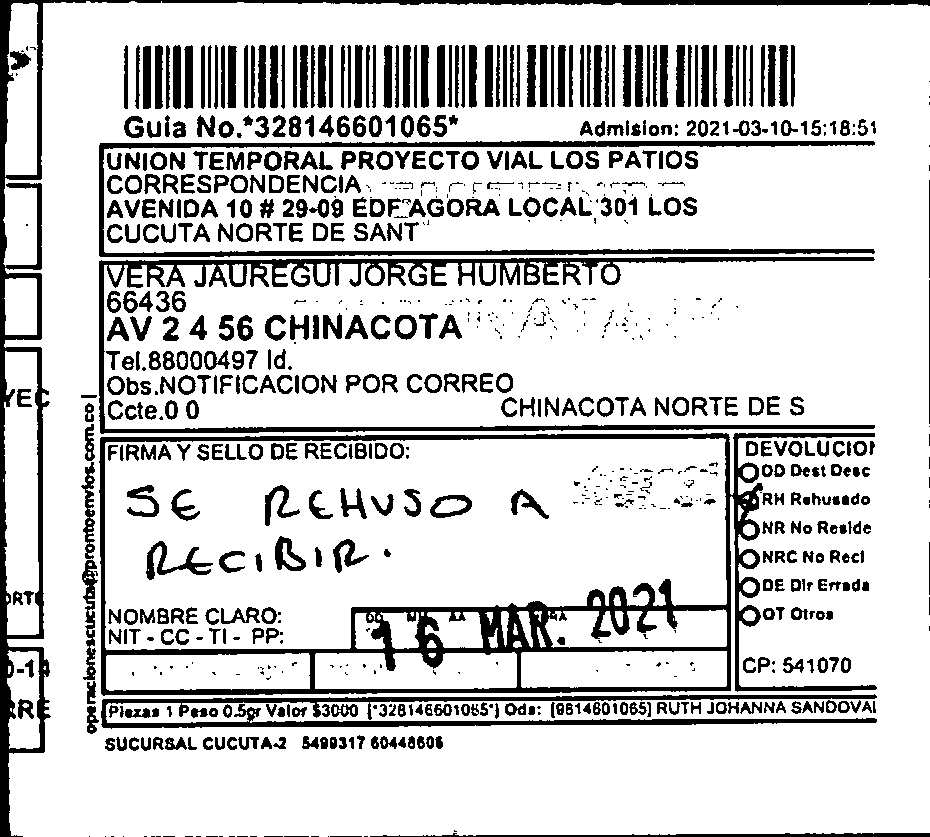 Guia No.*328146601065*
Admision: 2021-03-10-15:18:51
UNION TEMPORAL PROYECTO VIAL LOS PATIOS
CORRESPONDENCIA
AVENIDA 10 # 29-09 EDF AGORA LOCAL 301 LOS
CUCUTA NORTE DE SANT
VERA JAUREGUI JORGE HUMBERTO
66436
AV 2 4 56 CHINACOTA
Tel.88000497 Id.
Obs.NOTIFICACION POR CORREO
Ccte.0 0
CHINACOTA NORTE DE S
YEC
ORTE
0-14
RRE
operacionescucuta@prontoenvios.com.co
FIRMA Y SELLO DE RECIBIDO:
SE REHUSO A
RECIBIR.
NOMBRE CLARO:
NIT - CC - TI - PP:
16 MAR. 2021
DEVOLUCION
DD Dest Desc
RH Rehusado
NR No Reside
NRC No Recl
DE Dir Errada
OT Otros
CP: 541070
Piezas 1 Peso 0.5gr Valor $3000 [*328146601065*] Ods: [9814601065] RUTH JOHANNA SANDOVAL
SUCURSAL CUCUTA-2 5499317 60448606